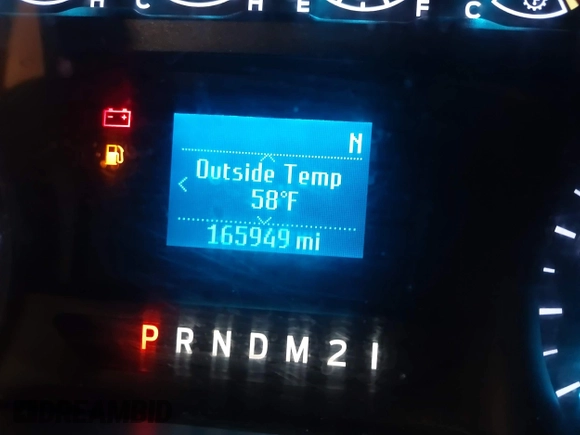 H C H E F C
N
Outside Temp
58°F
165949 mi
P R N D M 2 1
DREAMBID